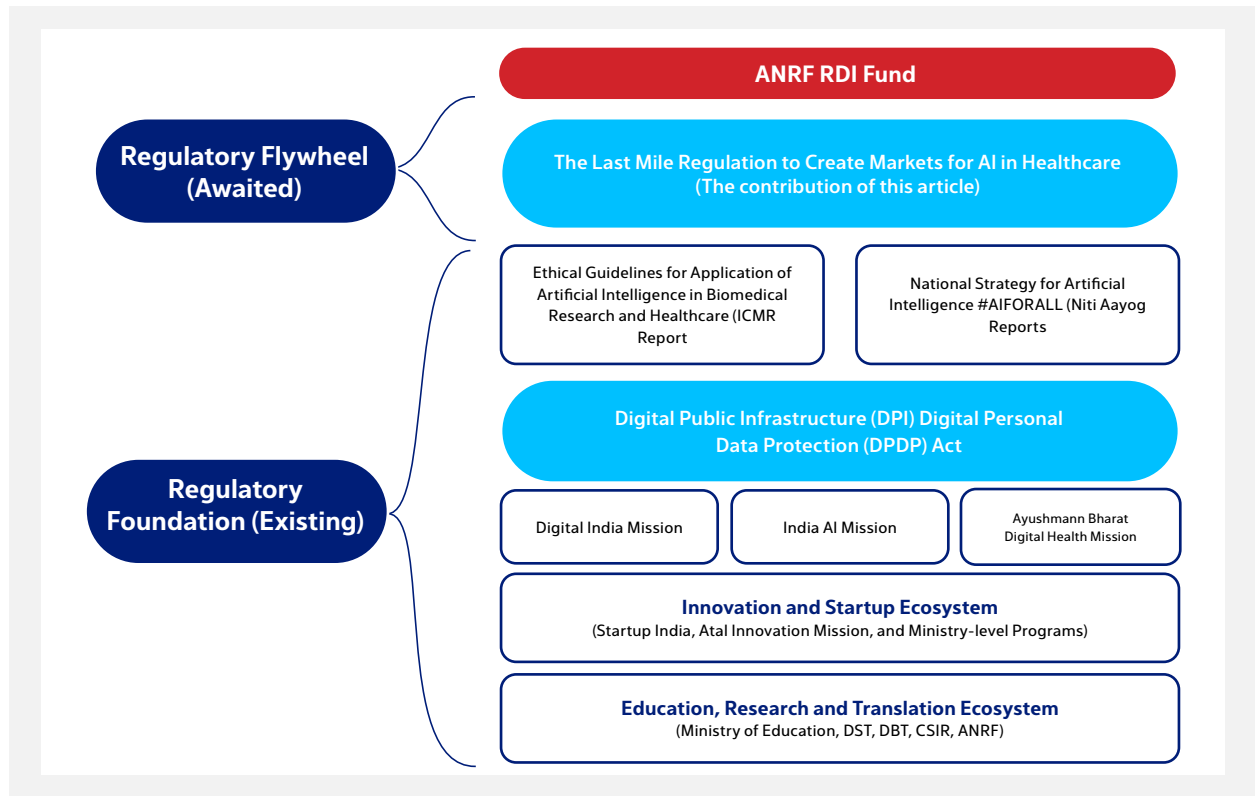 ANRF RDI Fund
Regulatory Flywheel
(Awaited)
The Last Mile Regulation to Create Markets for AI in Healthcare
(The contribution of this article)
Ethical Guidelines for Application of
Artificial Intelligence in Biomedical
Research and Healthcare (ICMR
Report
National Strategy for Artificial
Intelligence #AIFORALL (Niti Aayog
Reports
Digital Public Infrastructure (DPI) Digital Personal
Data Protection (DPDP) Act
Regulatory
Foundation (Existing)
Digital India Mission
India AI Mission
Ayushmann Bharat
Digital Health Mission
Innovation and Startup Ecosystem
(Startup India, Atal Innovation Mission, and Ministry-level Programs)
Education, Research and Translation Ecosystem
(Ministry of Education, DST, DBT, CSIR, ANRF)